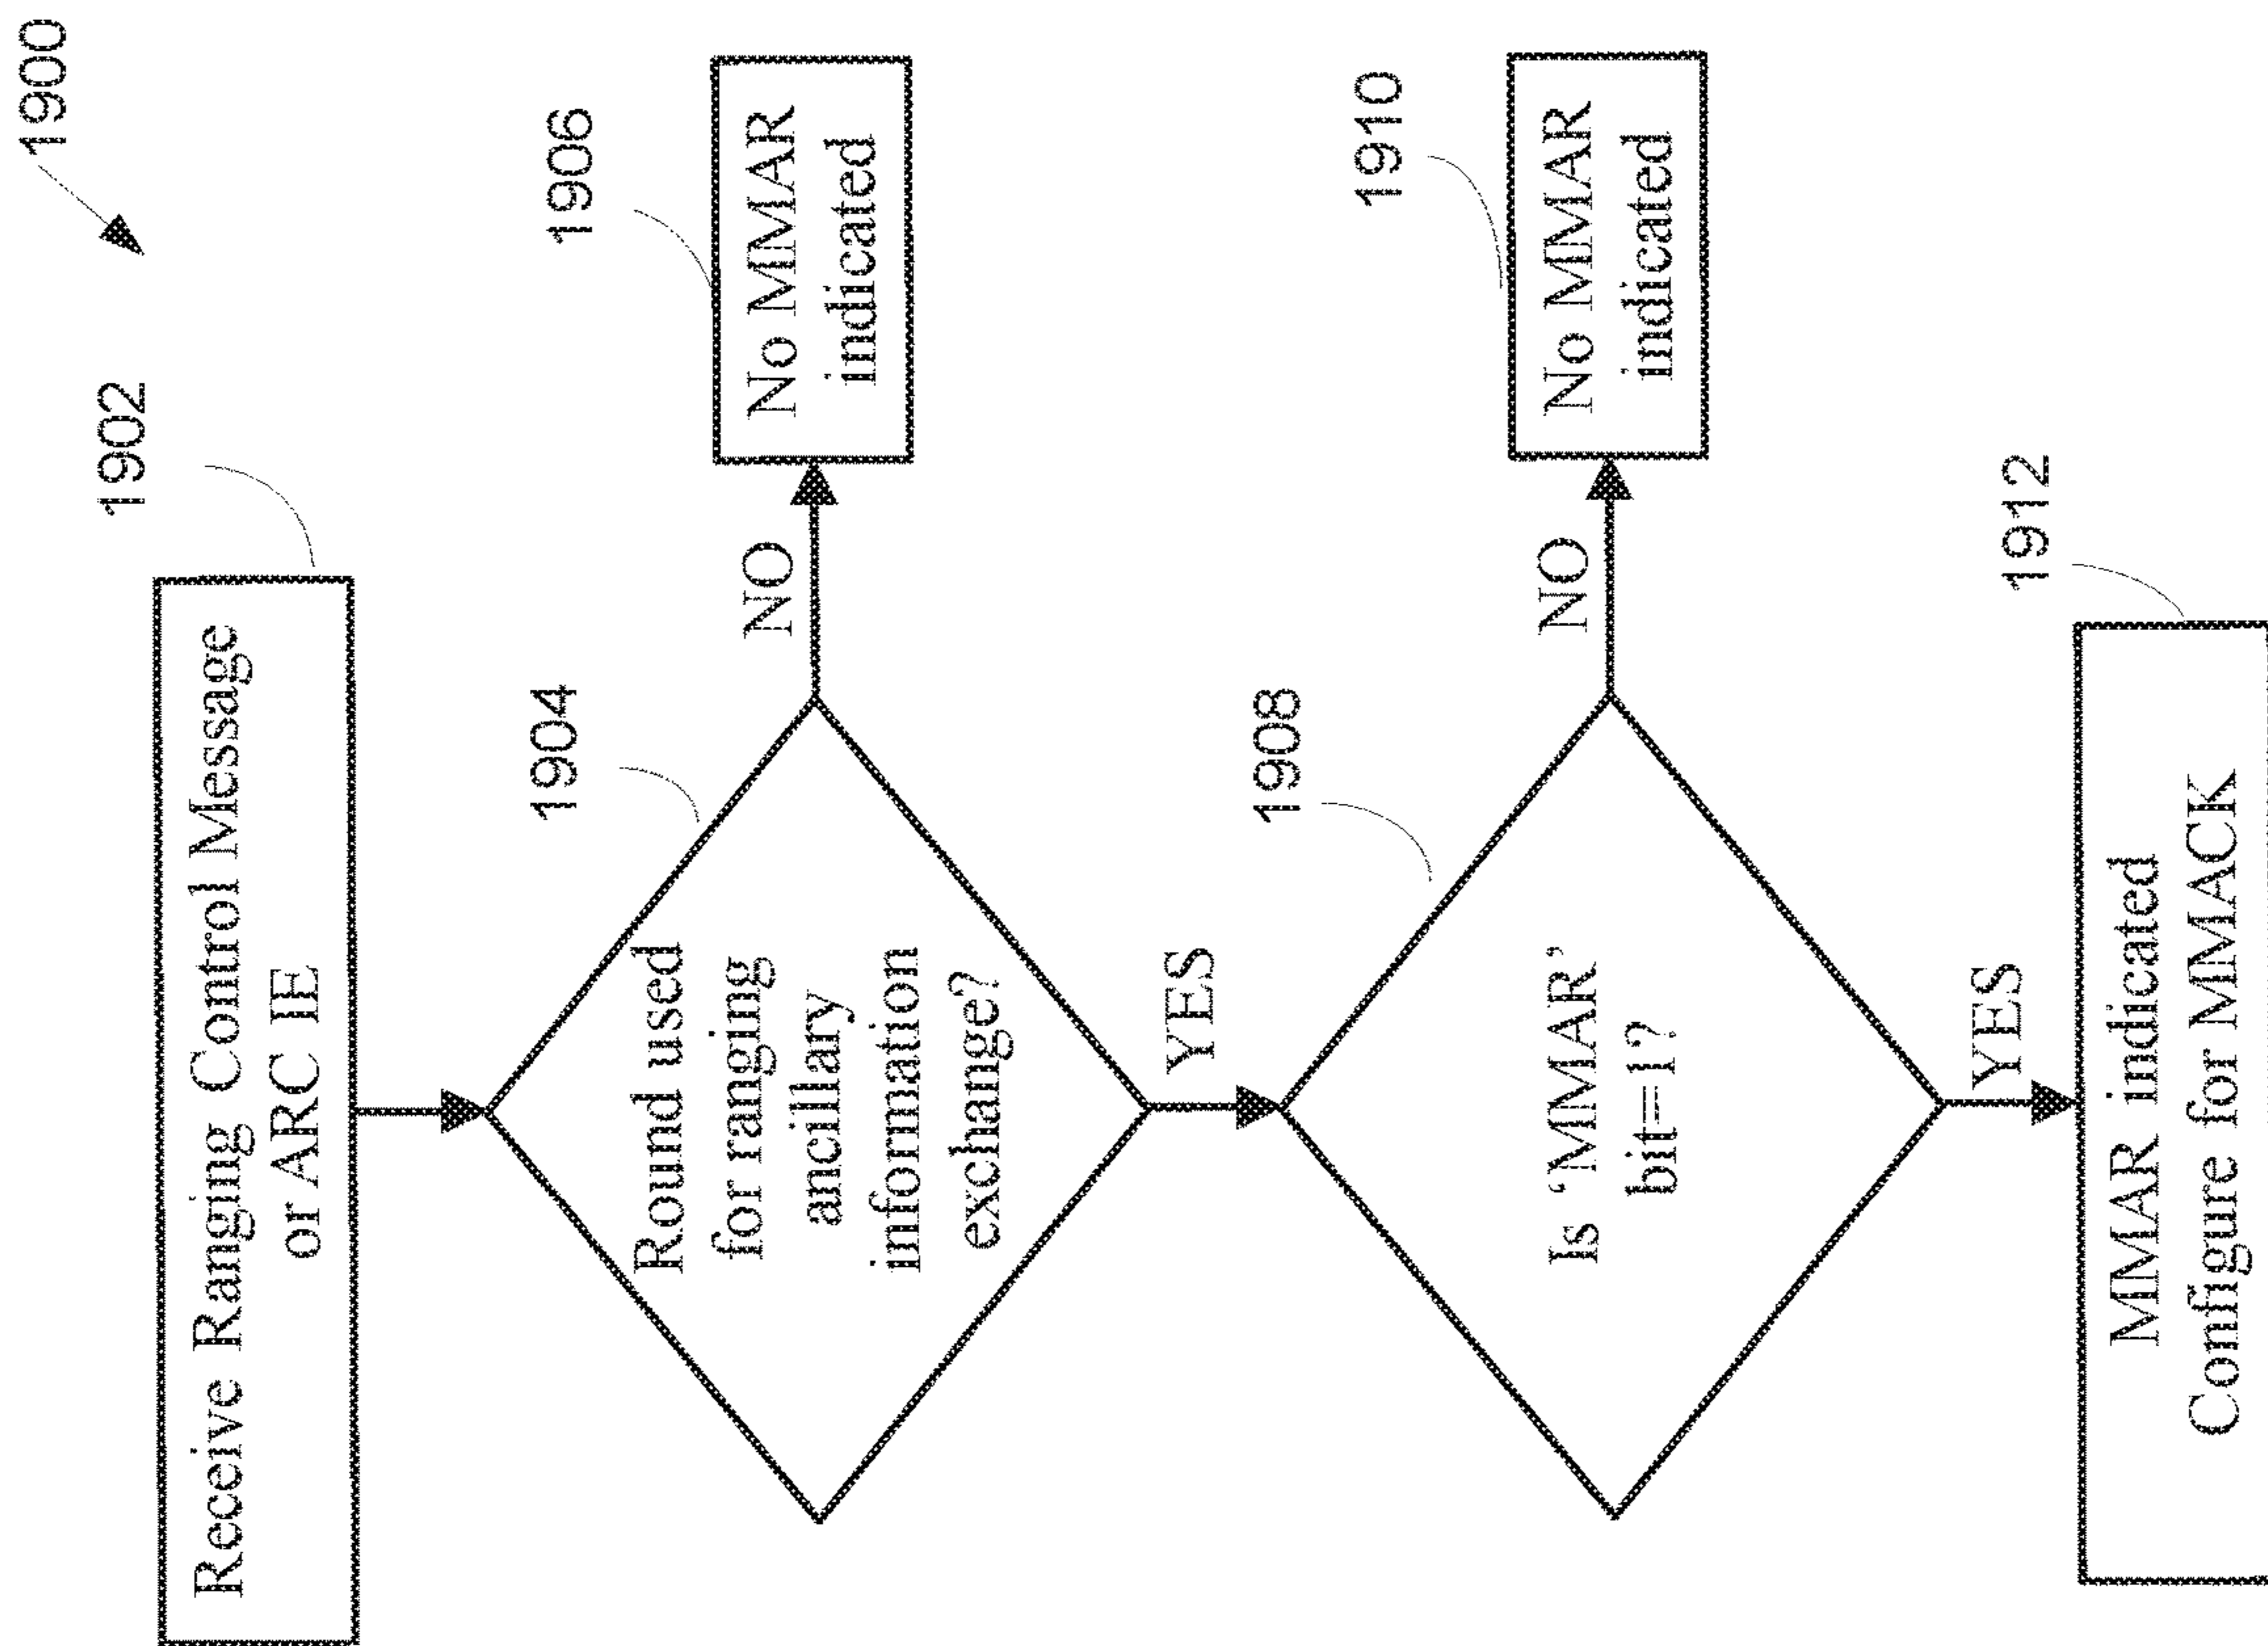 1900
1902
Receive Ranging Control Message
or ARC IE
1904
Round used
for ranging
ancillary
information
exchange?
NO
1906
No MMAR
indicated
YES
1908
Is ‘MMAR’
bit==1?
NO
1910
No MMAR
indicated
YES
1912
MMAR indicated
Configure for MMACK